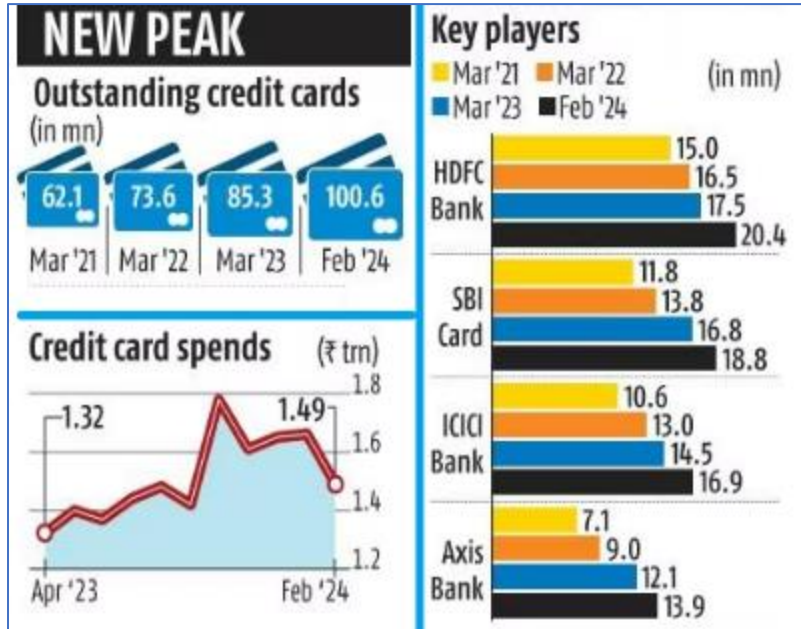 NEW PEAK
Outstanding credit cards
(in mn)
62.1 73.6 85.3 100.6
Mar '21 Mar '22 Mar '23 Feb '24
Credit card spends (₹ trn)
1.8
1.32 1.49
1.6
1.4
1.2
Apr '23 Feb '24
Key players
Mar '21 Mar '22 (in mn)
Mar '23 Feb '24
HDFC Bank
15.0
16.5
17.5
20.4
SBI Card
11.8
13.8
16.8
18.8
ICICI Bank
10.6
13.0
14.5
16.9
Axis Bank
7.1
9.0
12.1
13.9